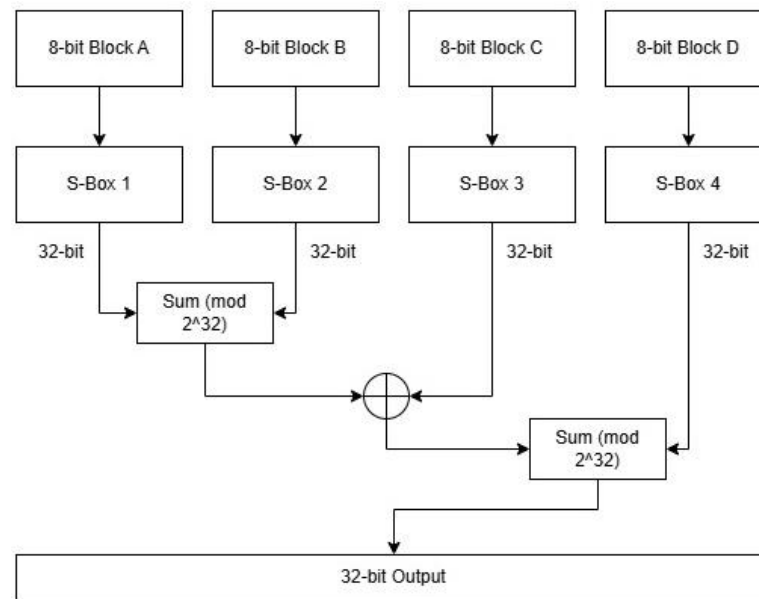 8-bit Block A
8-bit Block B
8-bit Block C
8-bit Block D
S-Box 1
S-Box 2
S-Box 3
S-Box 4
32-bit
32-bit
32-bit
32-bit
Sum (mod
2^32)
Sum (mod
2^32)
32-bit Output